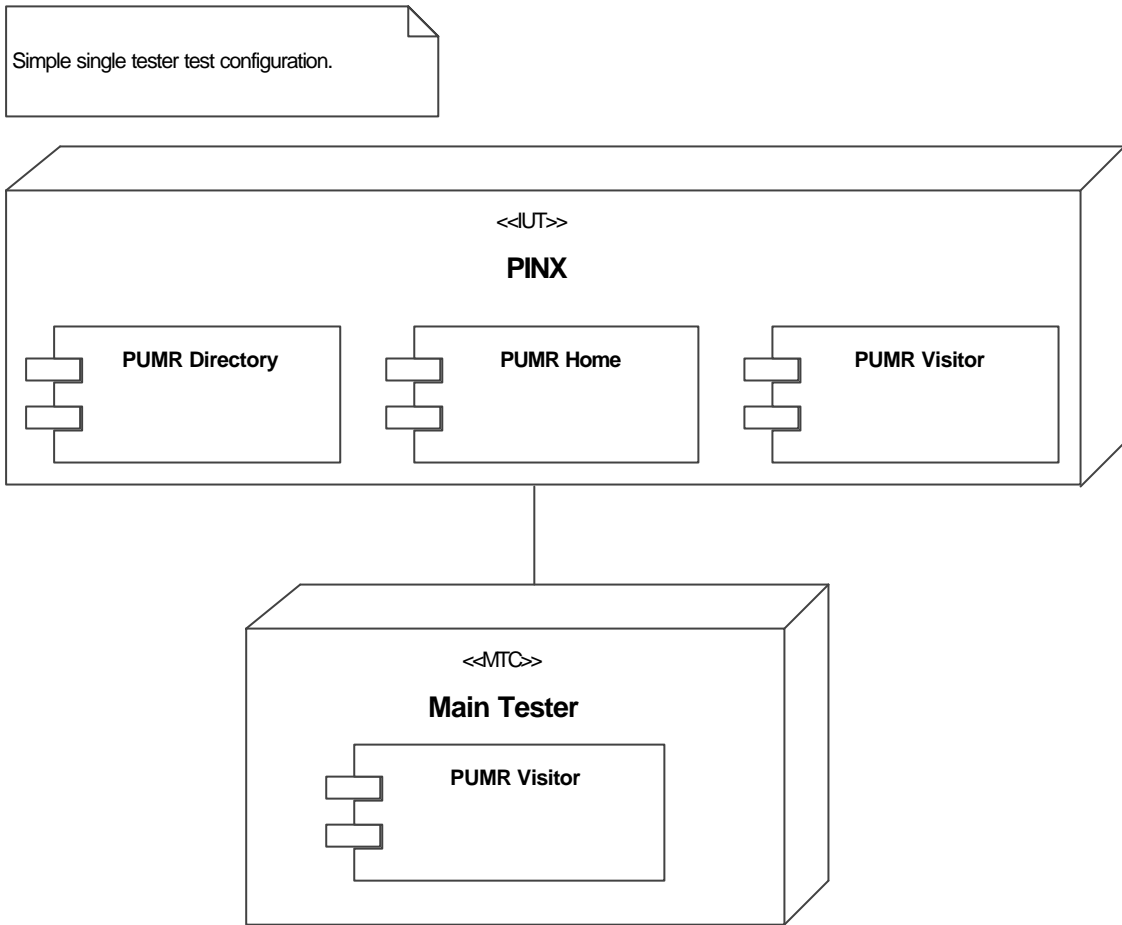 Simple single tester test configuration.
<<IUT>>
PINX
PUMR Directory
PUMR Home
PUMR Visitor
<<MTC>>
Main Tester
PUMR Visitor